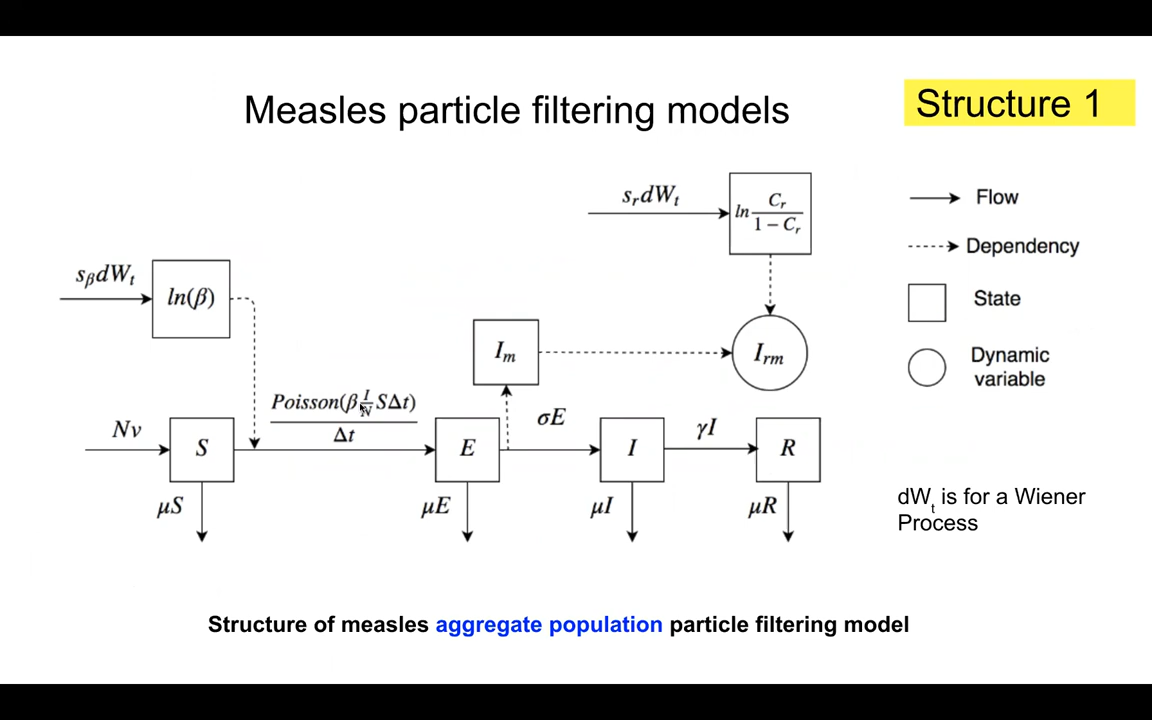 Measles particle filtering models
Structure 1
s_r dW_t
ln C_r / 1 − C_r
Flow
Dependency
s_β dW_t
ln(β)
State
I_m
I_rm
Dynamic
variable
Poisson(β I/N SΔt)
Δt
Nν
S
E
σE
I
γI
R
μS
μE
μI
μR
dW_t is for a Wiener
Process
Structure of measles aggregate population particle filtering model